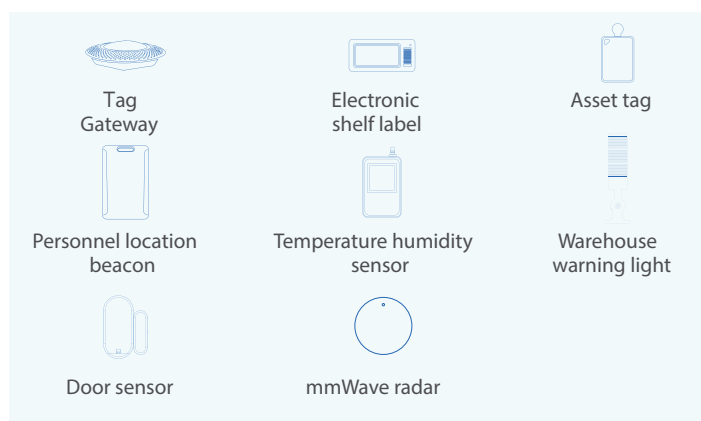 Tag
Gateway
Electronic
shelf label
Asset tag
Personnel location
beacon
Temperature humidity
sensor
Warehouse
warning light
Door sensor
mmWave radar